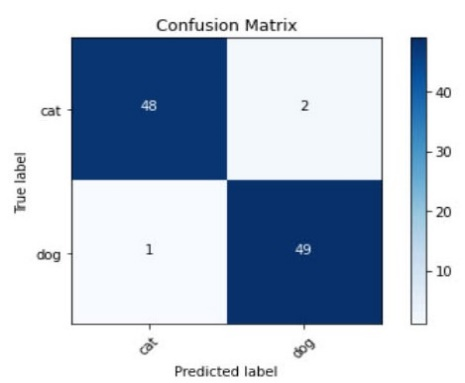 Confusion Matrix
cat
48
2
True label
dog
1
49
cat
dog
Predicted label
40
30
20
10